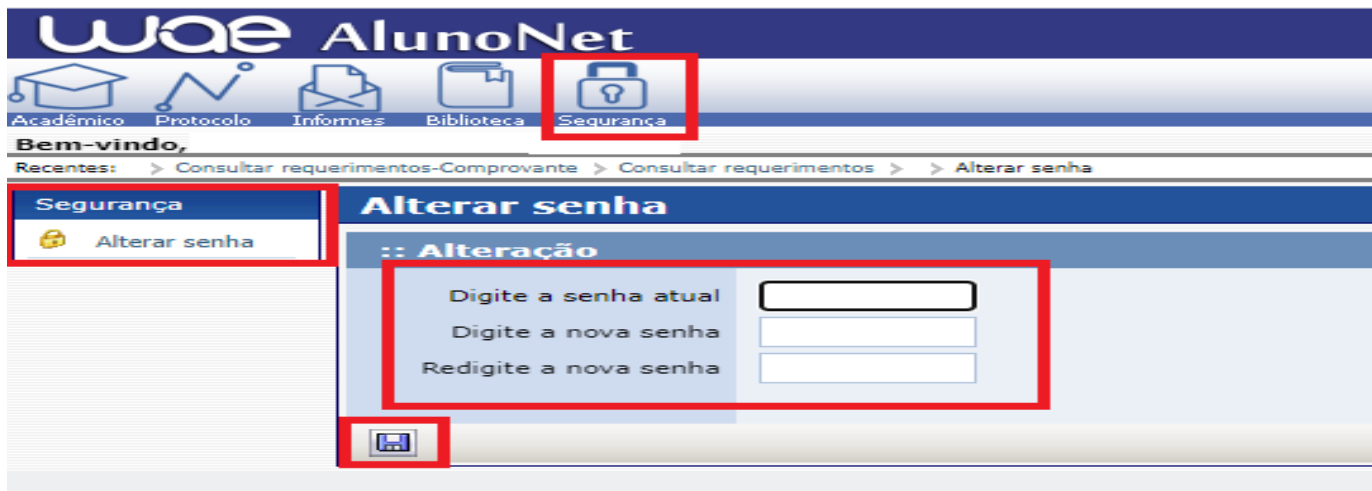 wae AlunoNet
Acadêmico Protocolo Informes Biblioteca Segurança
Bem-vindo,
Recentes: > Consultar requerimentos-Comprovante > Consultar requerimentos > > Alterar senha
Segurança
Alterar senha
Alterar senha
:: Alteração
Digite a senha atual
Digite a nova senha
Redigite a nova senha